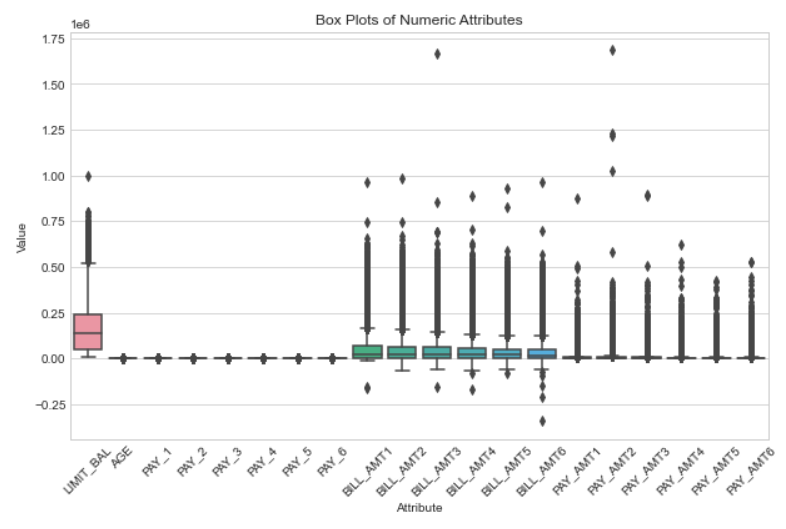 Box Plots of Numeric Attributes
1e6
1.75
1.50
1.25
1.00
0.75
0.50
0.25
0.00
−0.25
Value
LIMIT_BAL
AGE
PAY_1
PAY_2
PAY_3
PAY_4
PAY_5
PAY_6
BILL_AMT1
BILL_AMT2
BILL_AMT3
BILL_AMT4
BILL_AMT5
BILL_AMT6
PAY_AMT1
PAY_AMT2
PAY_AMT3
PAY_AMT4
PAY_AMT5
PAY_AMT6
Attribute